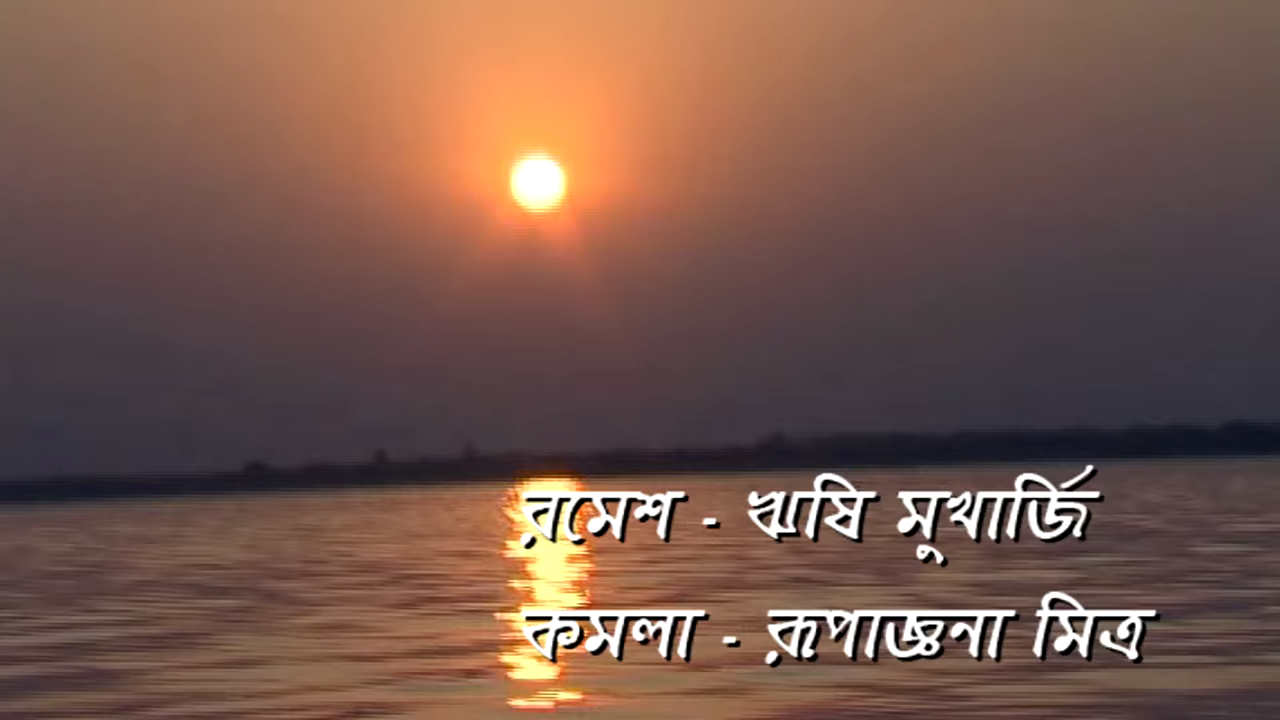 রমেশ - ঋষি মুখার্জি
কমলা - রূপাঞ্জনা মিত্র